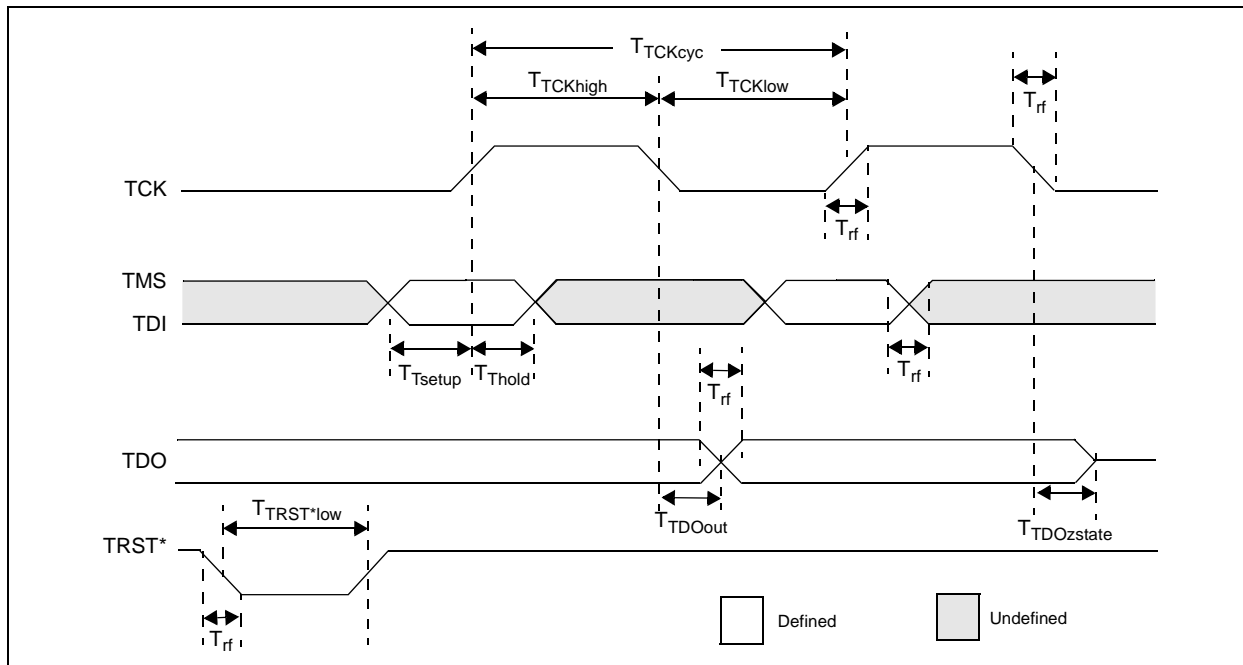 T_TCKcyc
T_TCKhigh
T_TCKlow
T_rf
TCK
T_rf
TMS
TDI
T_Tsetup
T_Thold
T_rf
T_rf
TDO
T_TRST*low
T_TDOout
T_TDOzstate
TRST*
T_rf
Defined
Undefined